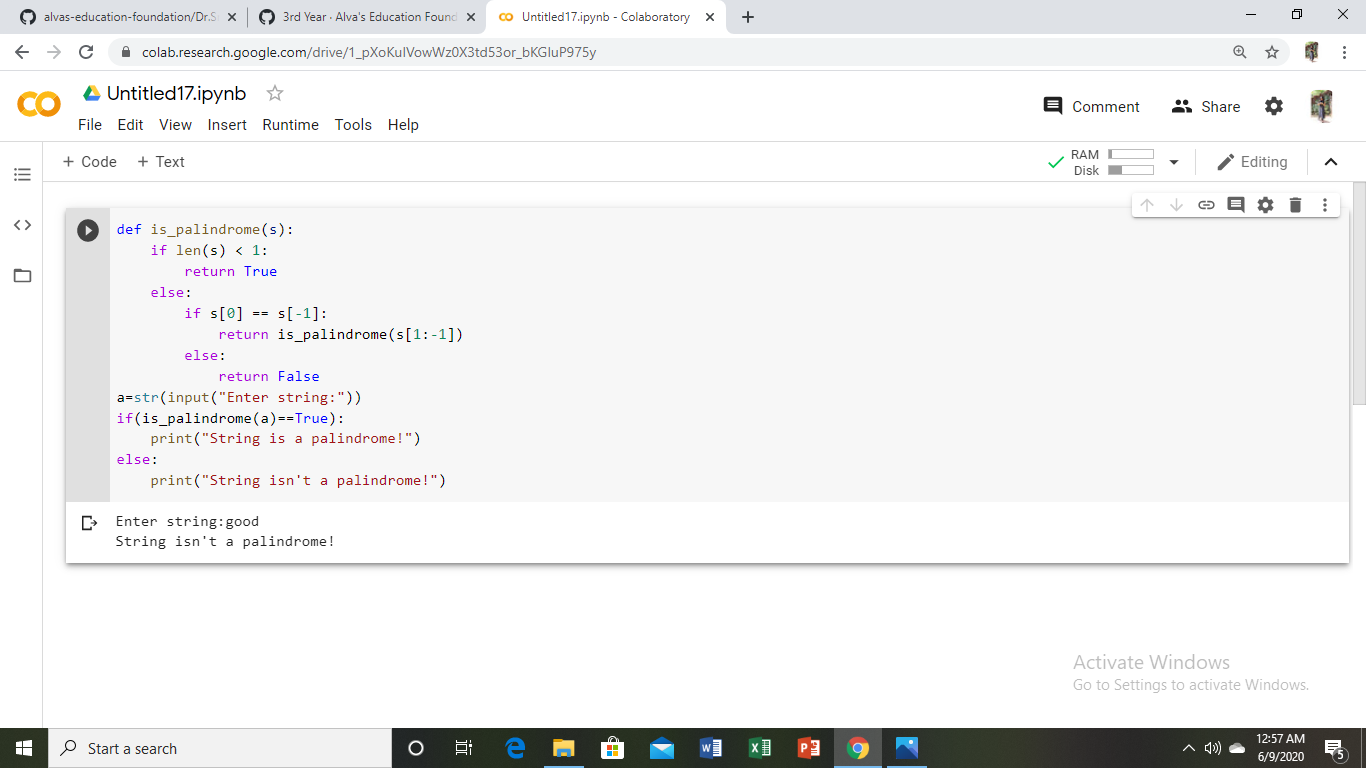 alvas-education-foundation/Dr.S
3rd Year · Alva's Education Found
Untitled17.ipynb - Colaboratory
colab.research.google.com/drive/1_pXoKuIVowWz0X3td53or_bKGIuP975y
Untitled17.ipynb
File Edit View Insert Runtime Tools Help
Comment
Share
+ Code + Text
RAM
Disk
Editing
def is_palindrome(s):
    if len(s) < 1:
        return True
    else:
        if s[0] == s[-1]:
            return is_palindrome(s[1:-1])
        else:
            return False
a=str(input("Enter string:"))
if(is_palindrome(a)==True):
    print("String is a palindrome!")
else:
    print("String isn't a palindrome!")
Enter string:good
String isn't a palindrome!
Activate Windows
Go to Settings to activate Windows.
Start a search
12:57 AM
6/9/2020
5